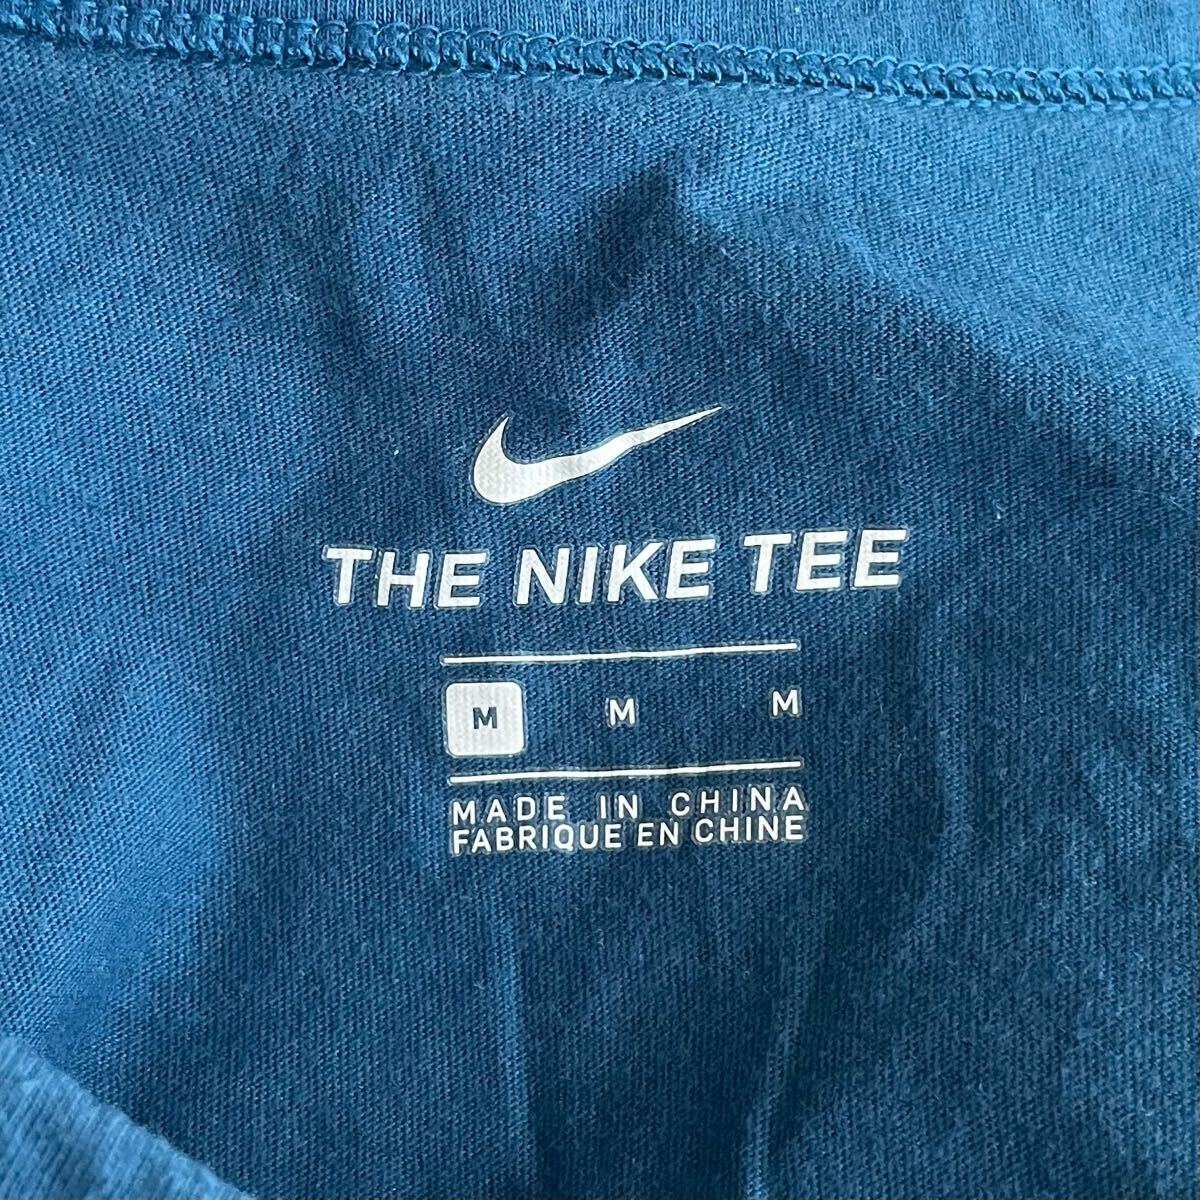 THE NIKE TEE
M M M
MADE IN CHINA
FABRIQUE EN CHINE